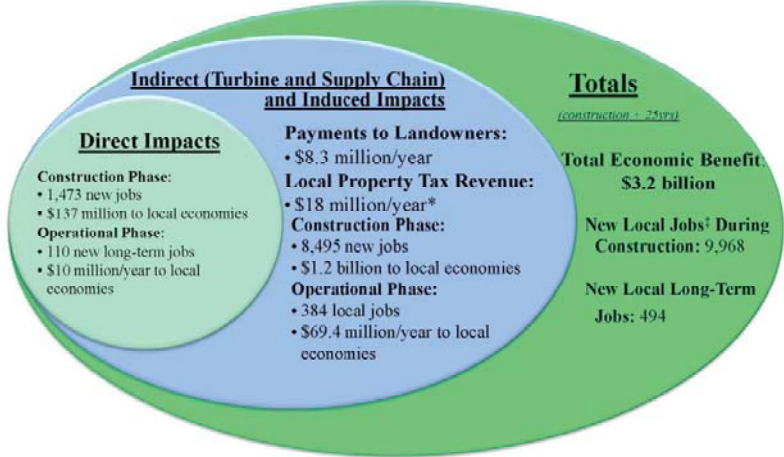 Direct Impacts
Construction Phase:
• 1,473 new jobs
• $137 million to local economies
Operational Phase:
• 110 new long-term jobs
• $10 million/year to local
economies
Indirect (Turbine and Supply Chain)
and Induced Impacts
Payments to Landowners:
• $8.3 million/year
Local Property Tax Revenue:
• $18 million/year*
Construction Phase:
• 8,495 new jobs
• $1.2 billion to local economies
Operational Phase:
• 384 local jobs
• $69.4 million/year to local
economies
Totals
(construction + 25yrs)
Total Economic Benefit:
$3.2 billion
New Local Jobs‡ During
Construction: 9,968
New Local Long-Term
Jobs: 494